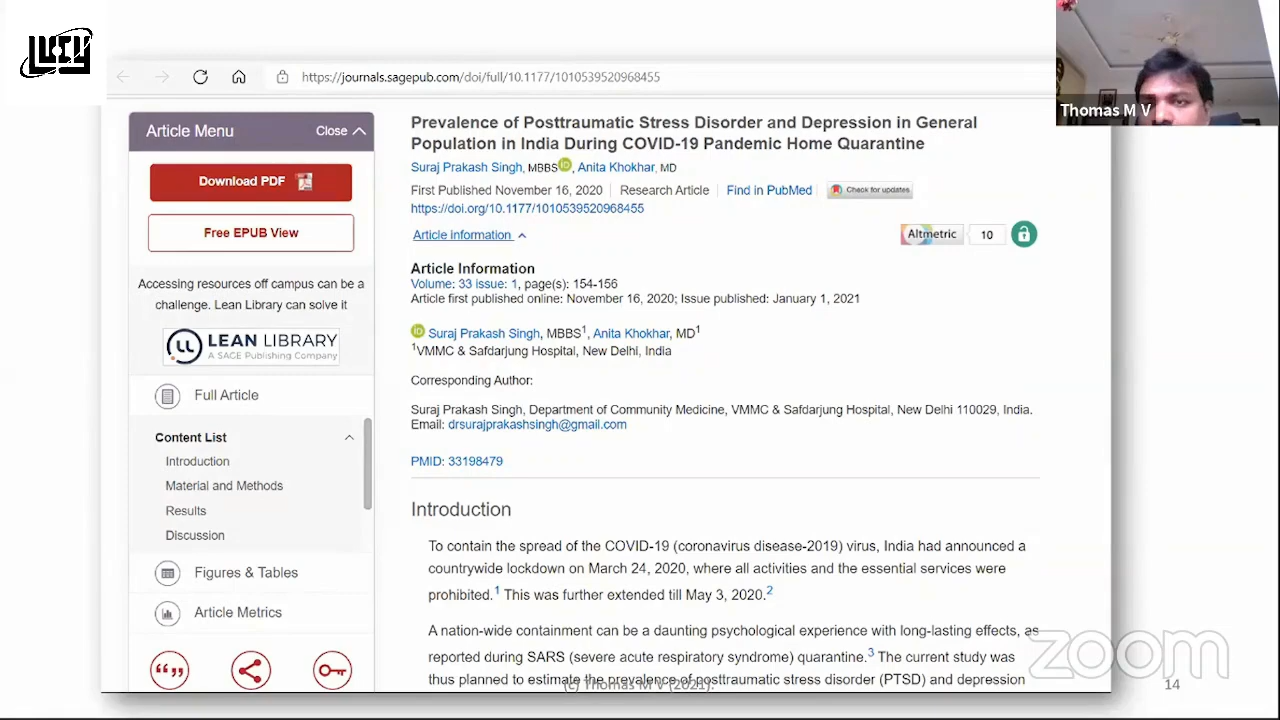 LUCY
https://journals.sagepub.com/doi/full/10.1177/1010539520968455
Thomas M V
Article Menu
Close
Download PDF
Free EPUB View
Accessing resources off campus can be a
challenge. Lean Library can solve it
LEAN LIBRARY
A SAGE Publishing Company
Full Article
Content List
Introduction
Material and Methods
Results
Discussion
Figures & Tables
Article Metrics
Prevalence of Posttraumatic Stress Disorder and Depression in General
Population in India During COVID-19 Pandemic Home Quarantine
Suraj Prakash Singh, MBBS iD, Anita Khokhar, MD
First Published November 16, 2020 Research Article Find in PubMed Check for updates
https://doi.org/10.1177/1010539520968455
Article information
Altmetric 10
Article Information
Volume: 33 issue: 1, page(s): 154-156
Article first published online: November 16, 2020; Issue published: January 1, 2021
iD Suraj Prakash Singh, MBBS1, Anita Khokhar, MD1
1VMMC & Safdarjung Hospital, New Delhi, India
Corresponding Author:
Suraj Prakash Singh, Department of Community Medicine, VMMC & Safdarjung Hospital, New Delhi 110029, India.
Email: drsurajprakashsingh@gmail.com
PMID: 33198479
Introduction
To contain the spread of the COVID-19 (coronavirus disease-2019) virus, India had announced a
countrywide lockdown on March 24, 2020, where all activities and the essential services were
prohibited.1 This was further extended till May 3, 2020.2
A nation-wide containment can be a daunting psychological experience with long-lasting effects, as
reported during SARS (severe acute respiratory syndrome) quarantine.3 The current study was
thus planned to estimate the prevalence of posttraumatic stress disorder (PTSD) and depression
(c) Thomas M V (2021).
zoom
14